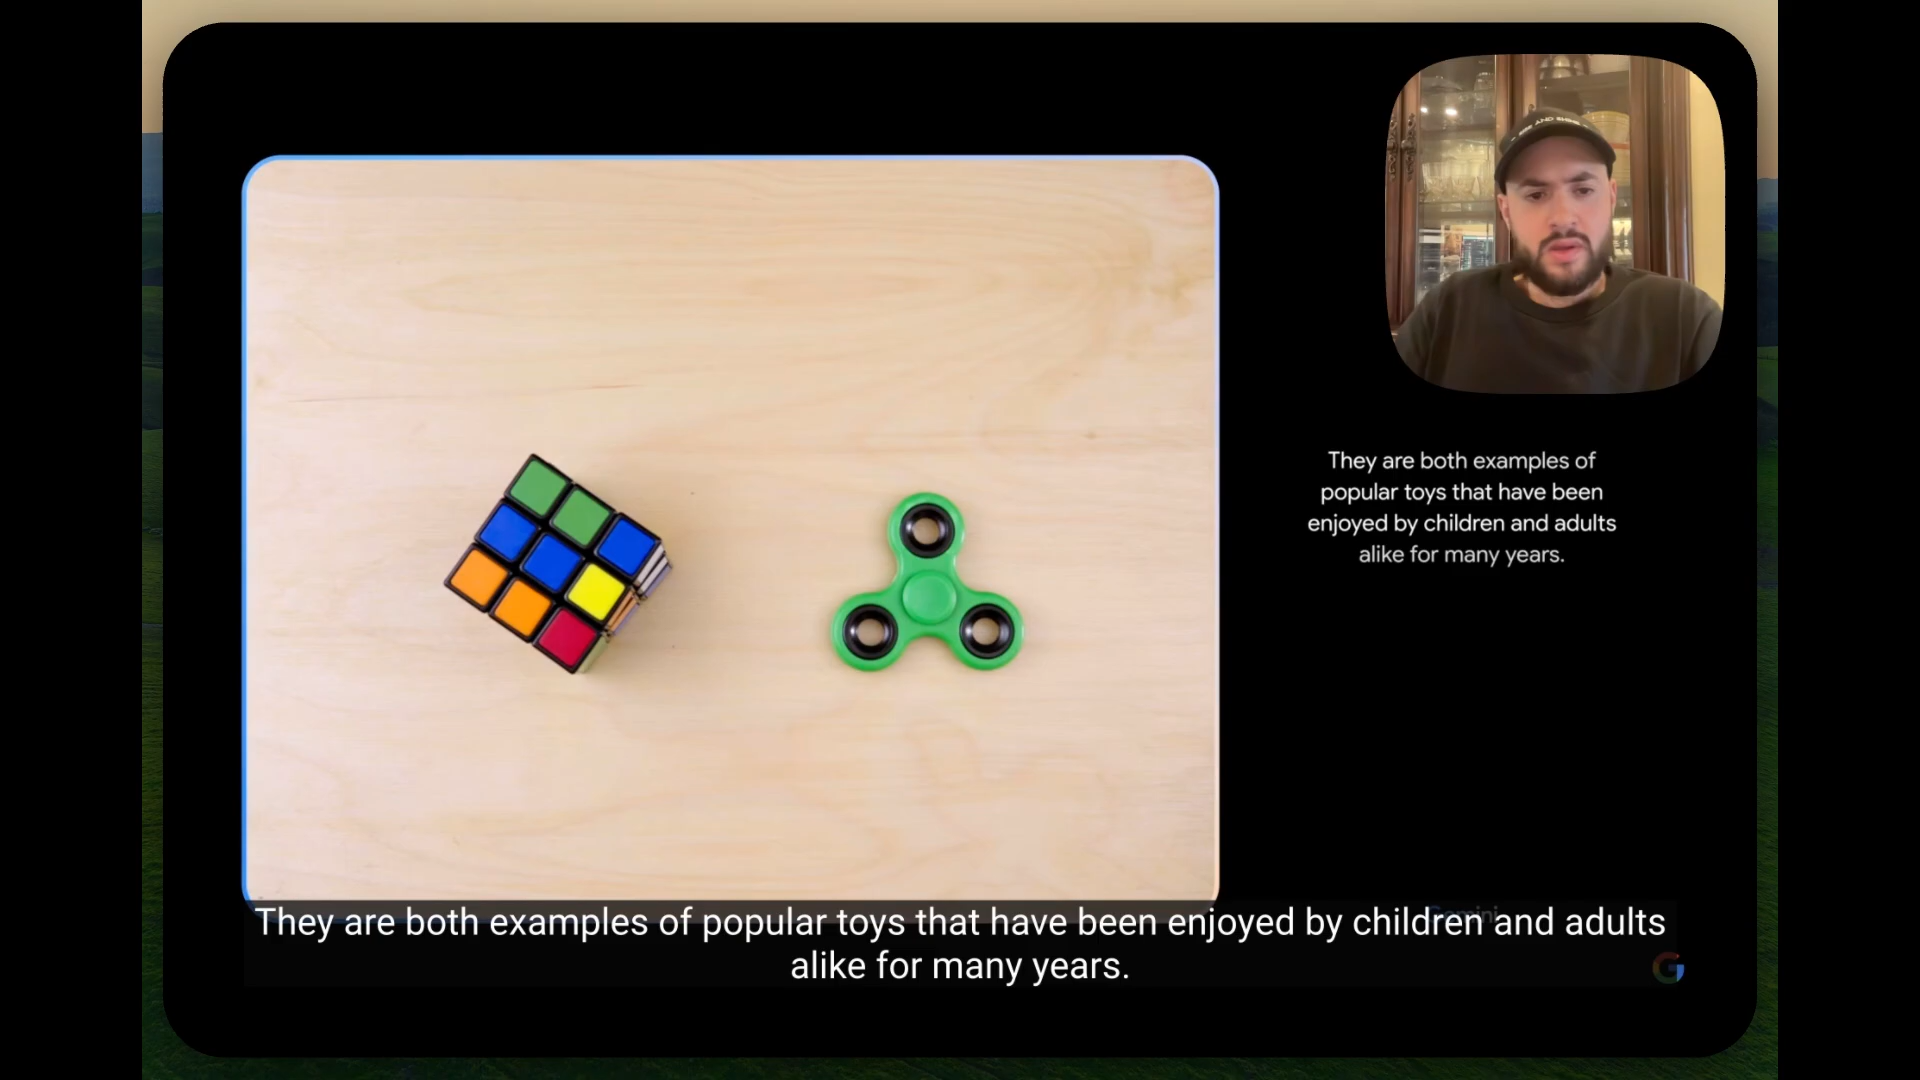 They are both examples of
popular toys that have been
enjoyed by children and adults
alike for many years.
Gemini
They are both examples of popular toys that have been enjoyed by children and adults
alike for many years.